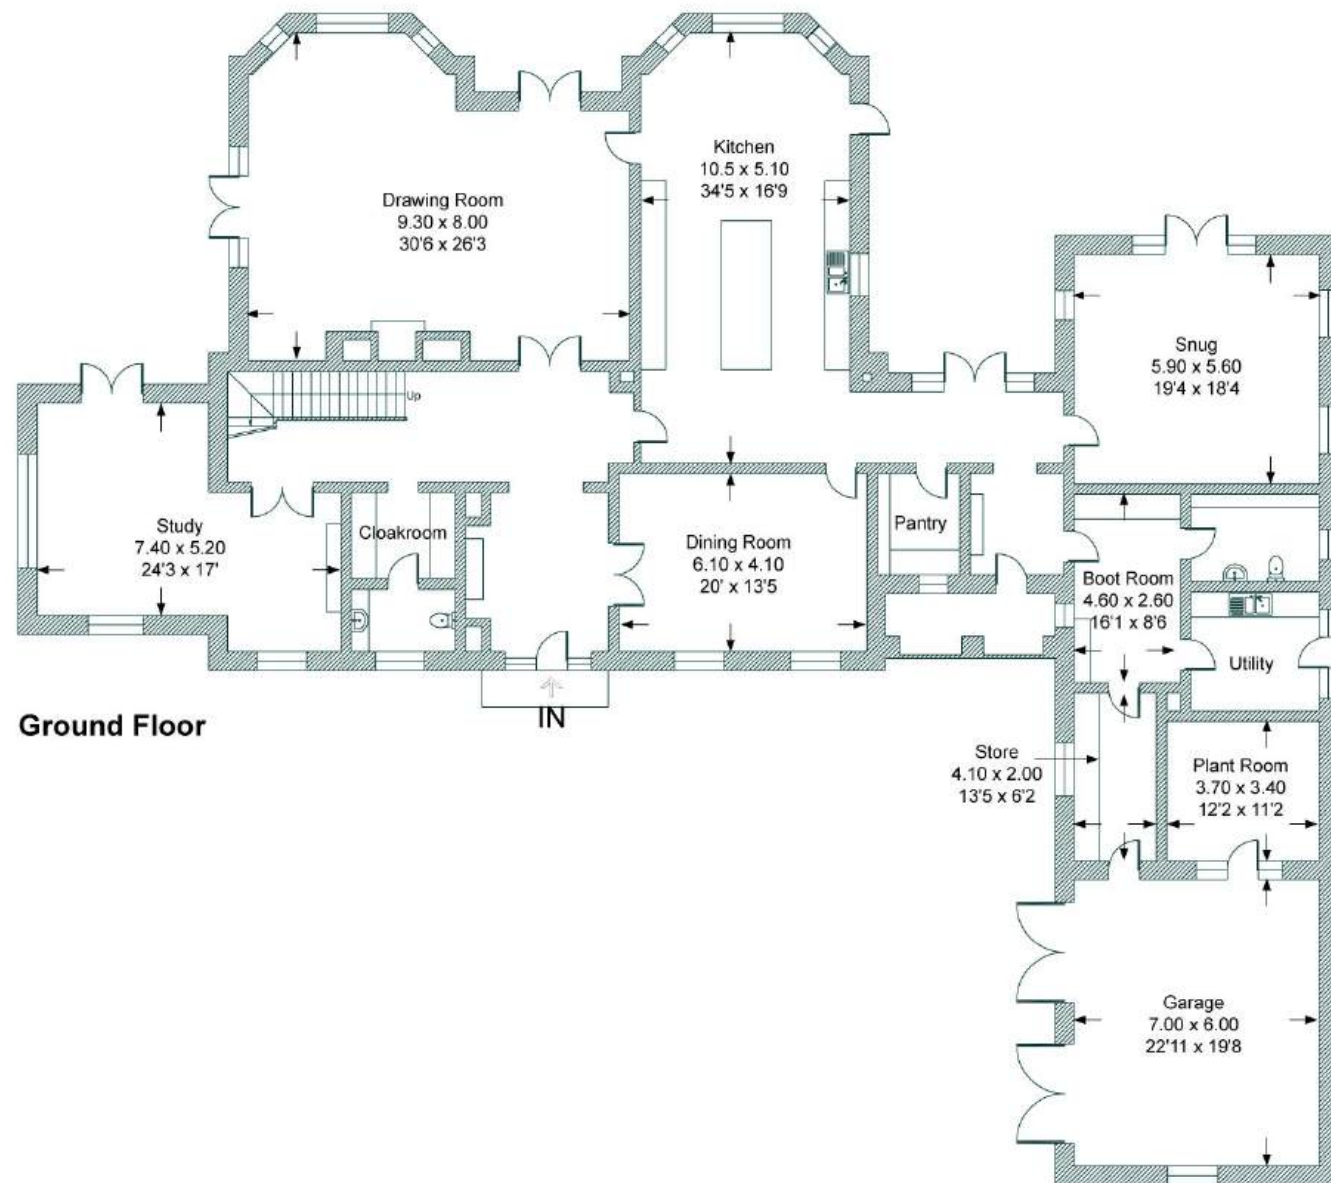 Kitchen
10.5 x 5.10
34'5 x 16'9
Drawing Room
9.30 x 8.00
30'6 x 26'3
Snug
5.90 x 5.60
19'4 x 18'4
Up
Study
7.40 x 5.20
24'3 x 17'
Cloakroom
Dining Room
6.10 x 4.10
20' x 13'5
Pantry
Boot Room
4.60 x 2.60
16'1 x 8'6
Utility
Ground Floor
IN
Store
4.10 x 2.00
13'5 x 6'2
Plant Room
3.70 x 3.40
12'2 x 11'2
Garage
7.00 x 6.00
22'11 x 19'8